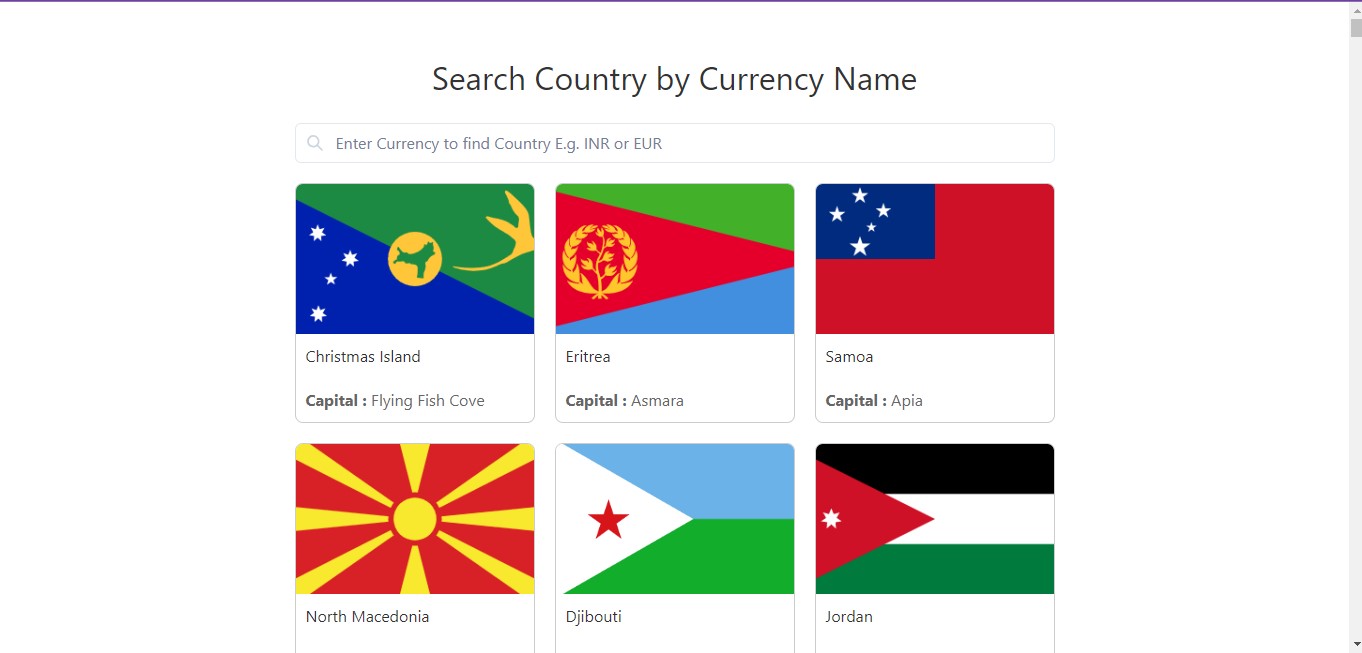 Search Country by Currency Name
Enter Currency to find Country E.g. INR or EUR
Christmas Island
Capital : Flying Fish Cove
Eritrea
Capital : Asmara
Samoa
Capital : Apia
North Macedonia
Djibouti
Jordan